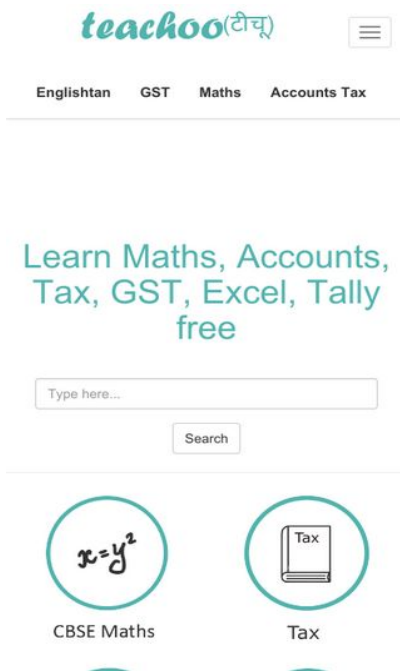 teachoo(टीचू)
Englishtan GST Maths Accounts Tax
Learn Maths, Accounts,
Tax, GST, Excel, Tally
free
Type here...
Search
x=y²
Tax
CBSE Maths
Tax